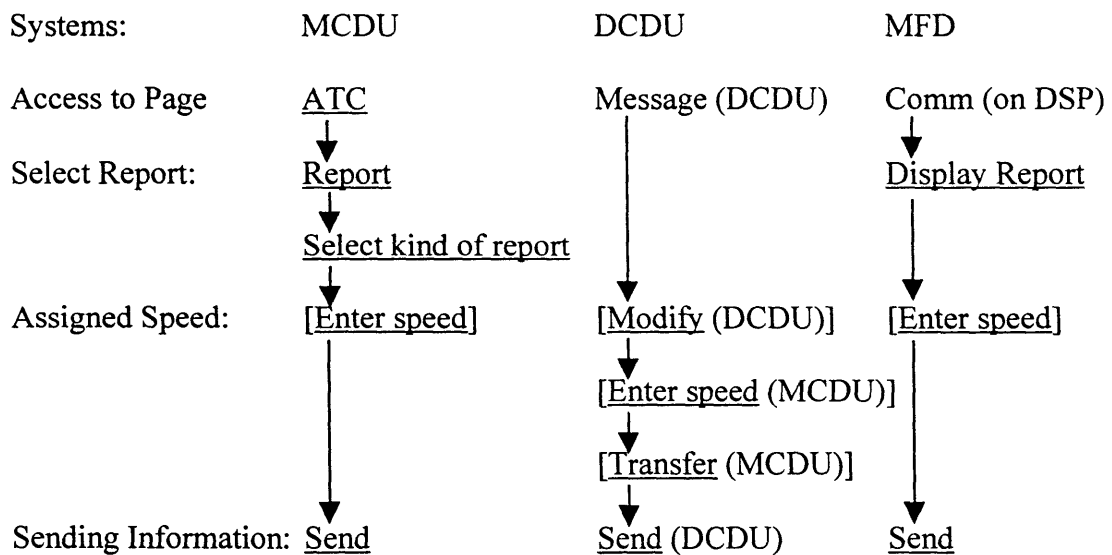 Systems: MCDU DCDU MFD
Access to Page ATC Message (DCDU) Comm (on DSP)
Select Report: Report Display Report
Select kind of report
Assigned Speed: [Enter speed] [Modify (DCDU)] [Enter speed]
[Enter speed (MCDU)]
[Transfer (MCDU)]
Sending Information: Send Send (DCDU) Send